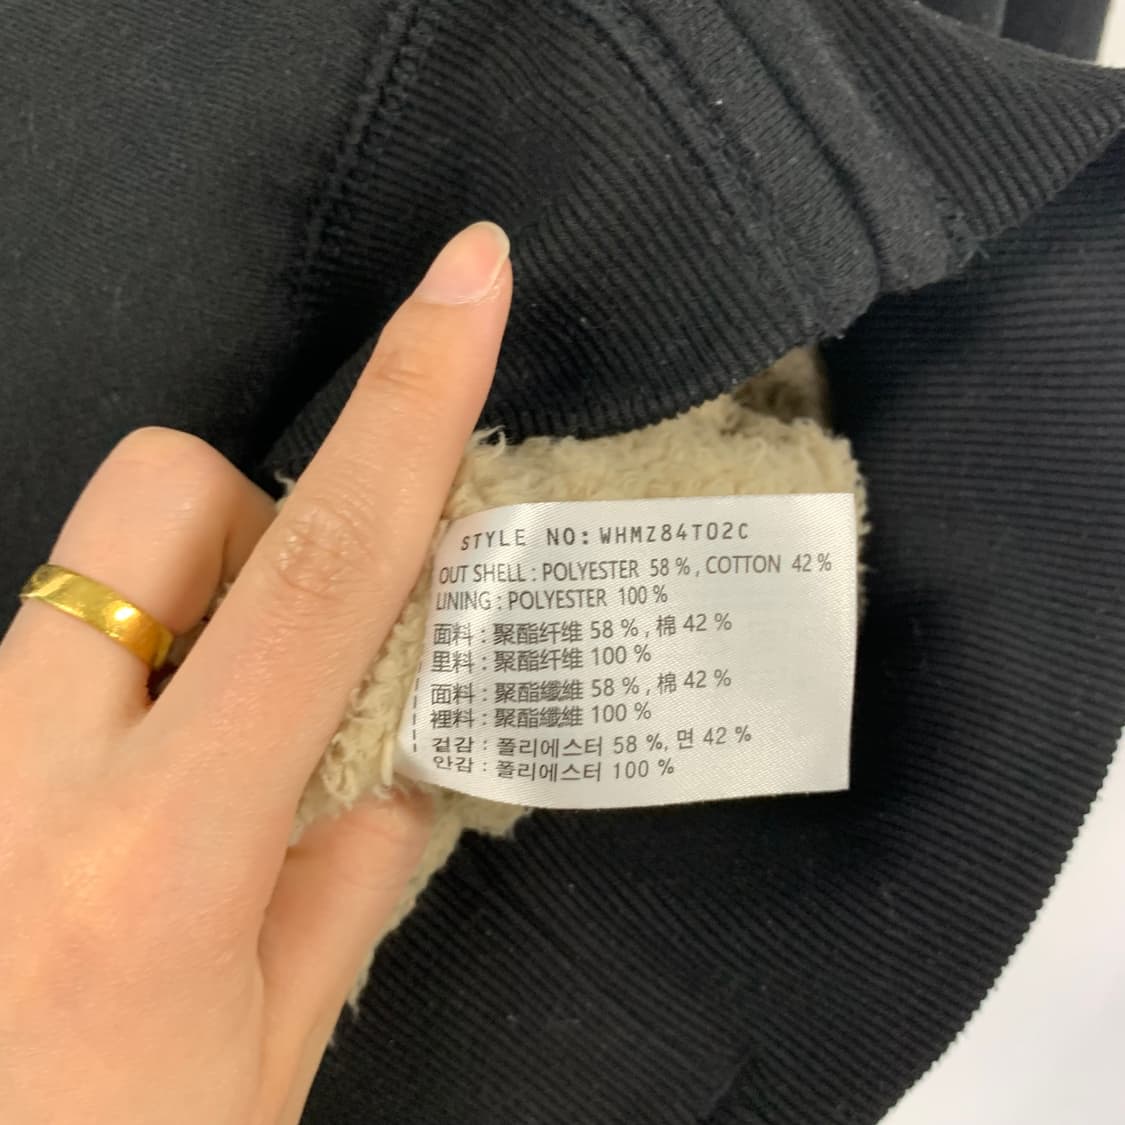 STYLE NO: WHMZ84T02C
OUT SHELL : POLYESTER 58 % , COTTON 42 %
LINING : POLYESTER 100 %
面料 : 聚酯纤维 58 % , 棉 42 %
里料 : 聚酯纤维 100 %
面料 : 聚酯纖維 58 % , 棉 42 %
裡料 : 聚酯纖維 100 %
겉감 : 폴리에스터 58 %, 면 42 %
안감 : 폴리에스터 100 %